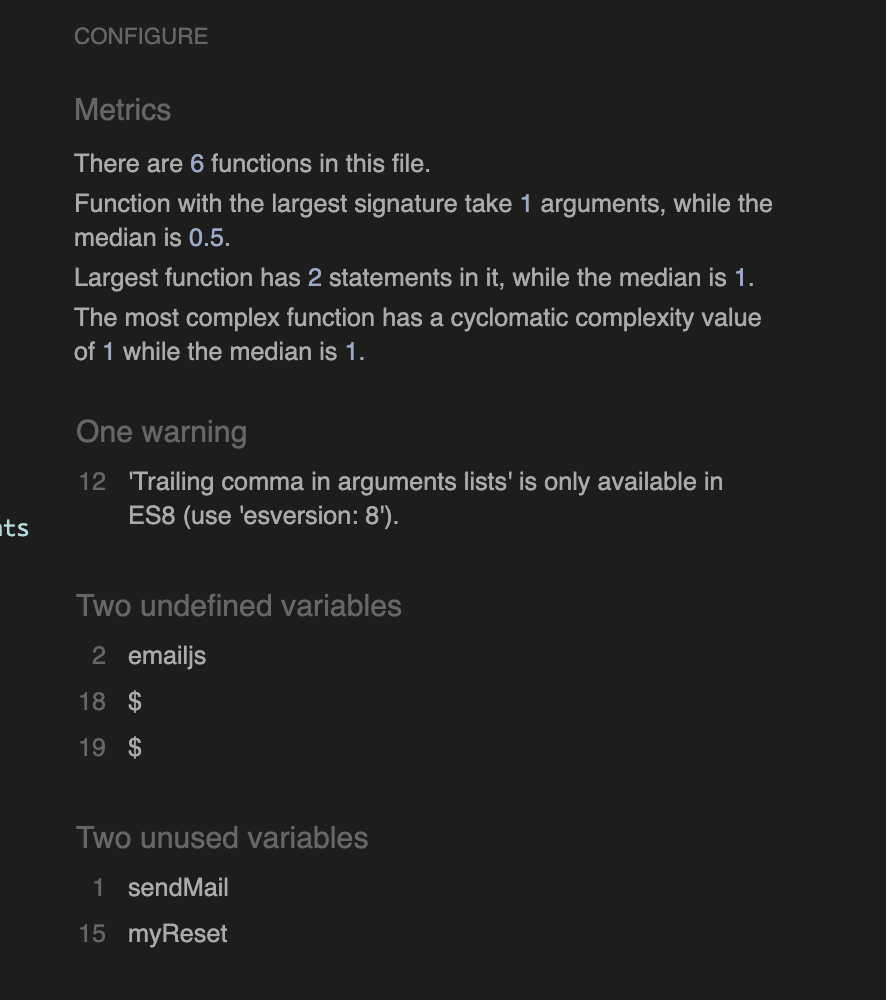 CONFIGURE
Metrics
There are 6 functions in this file.
Function with the largest signature take 1 arguments, while the
median is 0.5.
Largest function has 2 statements in it, while the median is 1.
The most complex function has a cyclomatic complexity value
of 1 while the median is 1.
One warning
12 'Trailing comma in arguments lists' is only available in
ES8 (use 'esversion: 8').
ts
Two undefined variables
2 emailjs
18 $
19 $
Two unused variables
1 sendMail
15 myReset